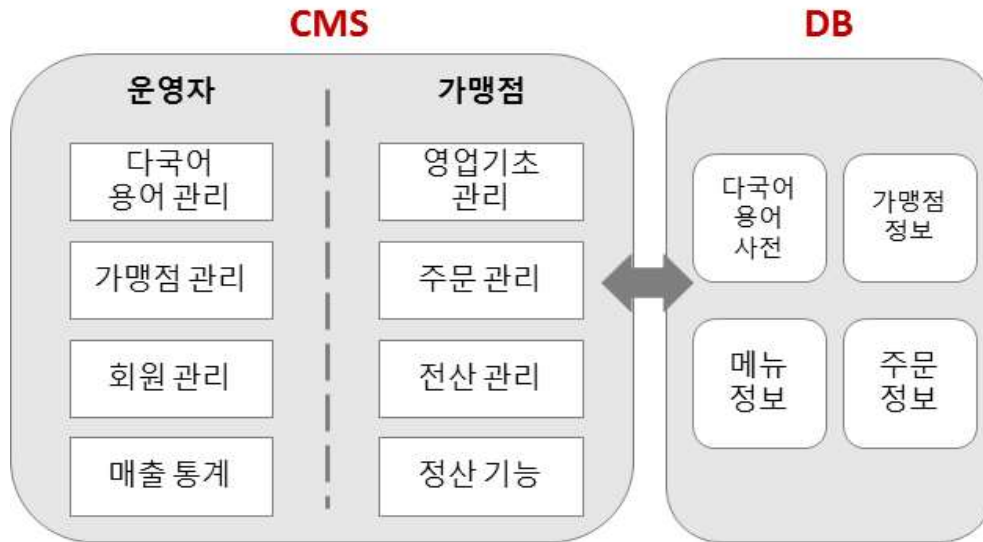 CMS
운영자
다국어
용어 관리
가맹점 관리
회원 관리
매출 통계
가맹점
영업기초
관리
주문 관리
전산 관리
정산 기능
DB
다국어
용어
사전
가맹점
정보
메뉴
정보
주문
정보